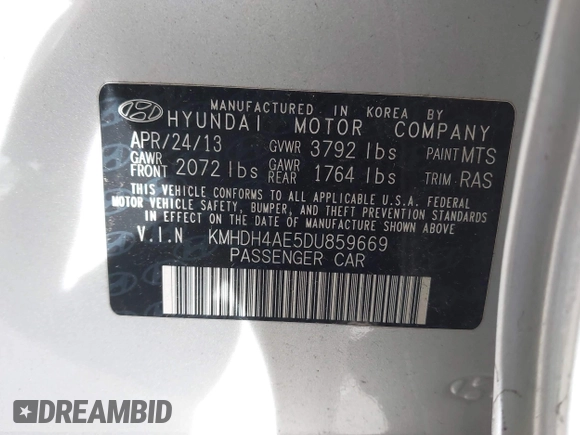 MANUFACTURED IN KOREA BY
HYUNDAI MOTOR COMPANY
APR/24/13 GVWR 3792 lbs PAINT MTS
GAWR FRONT 2072 lbs GAWR REAR 1764 lbs TRIM RAS
THIS VEHICLE CONFORMS TO ALL APPLICABLE U.S.A. FEDERAL
MOTOR VEHICLE SAFETY, BUMPER, AND THEFT PREVENTION STANDARDS
IN EFFECT ON THE DATE OF MANUFACTURE SHOWN ABOVE.
V.I.N KMHDH4AE5DU859669
PASSENGER CAR
DREAMBID